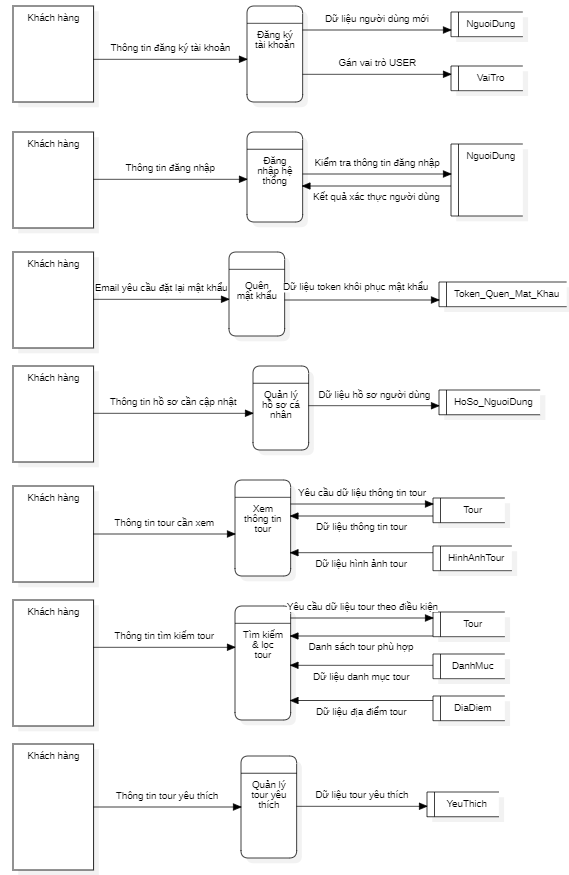 Khách hàng
Thông tin đăng ký tài khoản
Đăng ký
tài khoản
Dữ liệu người dùng mới
NguoiDung
Gán vai trò USER
VaiTro
Khách hàng
Thông tin đăng nhập
Đăng
nhập hệ
thống
Kiểm tra thông tin đăng nhập
Kết quả xác thực người dùng
NguoiDung
Khách hàng
Email yêu cầu đặt lại mật khẩu
Quên
mật khẩu
Dữ liệu token khôi phục mật khẩu
Token_Quen_Mat_Khau
Khách hàng
Thông tin hồ sơ cần cập nhật
Quản lý
hồ sơ cá
nhân
Dữ liệu hồ sơ người dùng
HoSo_NguoiDung
Khách hàng
Thông tin tour cần xem
Xem
thông tin
tour
Yêu cầu dữ liệu thông tin tour
Tour
Dữ liệu thông tin tour
Dữ liệu hình ảnh tour
HinhAnhTour
Khách hàng
Thông tin tìm kiếm tour
Tìm kiếm
& lọc
tour
Yêu cầu dữ liệu tour theo điều kiện
Tour
Danh sách tour phù hợp
DanhMuc
Dữ liệu danh mục tour
DiaDiem
Dữ liệu địa điểm tour
Khách hàng
Thông tin tour yêu thích
Quản lý
tour yêu
thích
Dữ liệu tour yêu thích
YeuThich